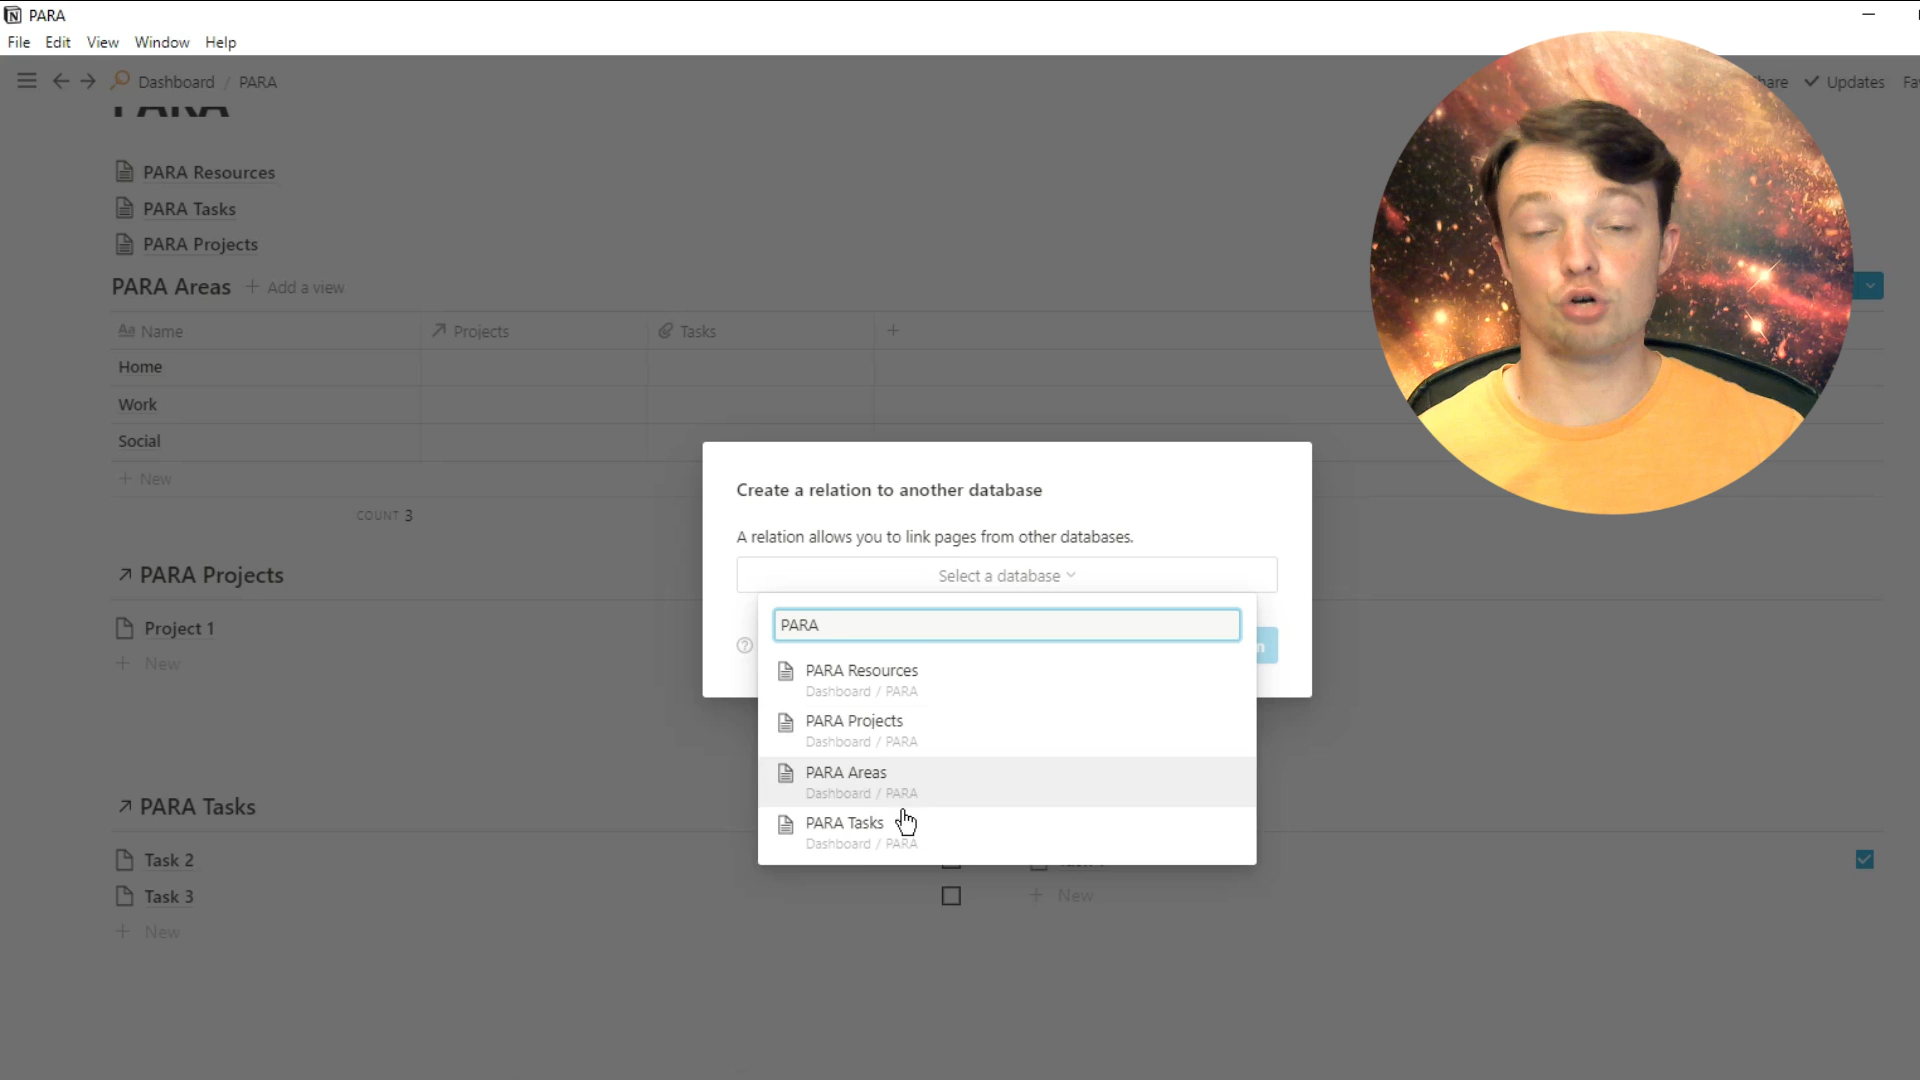 PARA
File Edit View Window Help
Dashboard / PARA
Updates
PARA
PARA Resources
PARA Tasks
PARA Projects
PARA Areas + Add a view
Aa Name Projects Tasks +
Home
Work
Social
+ New
COUNT 3
PARA Projects
Project 1
+ New
PARA Tasks
Task 2
Task 3
+ New
+ New
Create a relation to another database
A relation allows you to link pages from other databases.
Select a database
PARA
PARA Resources
Dashboard / PARA
PARA Projects
Dashboard / PARA
PARA Areas
Dashboard / PARA
PARA Tasks
Dashboard / PARA